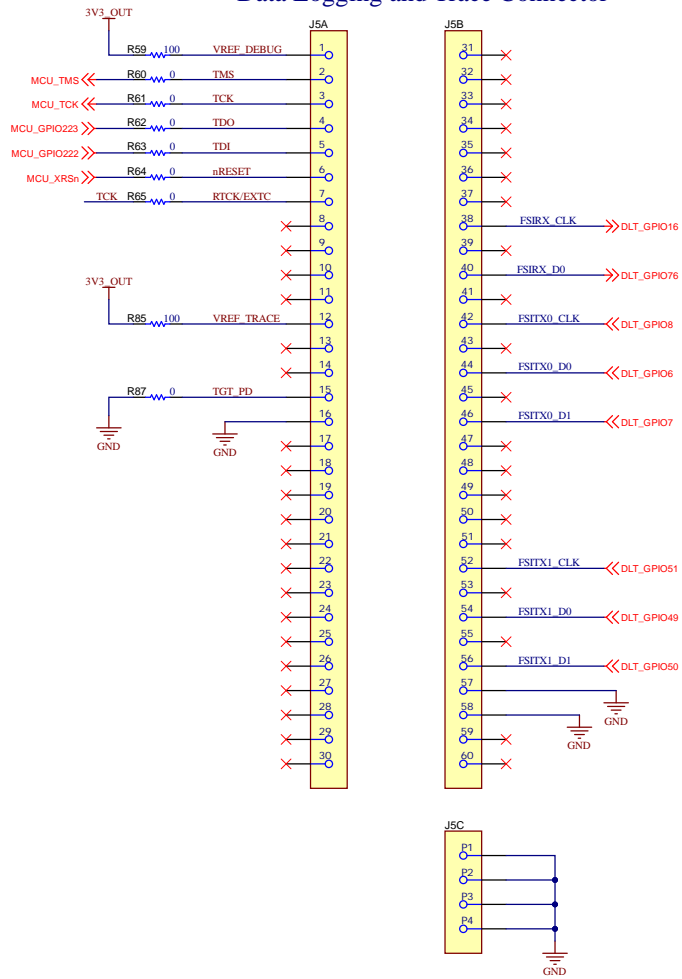 Data Logging and Trace Connector
3V3_OUT
J5A
J5B
R59 100 VREF_DEBUG 1
MCU_TMS R60 0 TMS 2
MCU_TCK R61 0 TCK 3
MCU_GPIO223 R62 0 TDO 4
MCU_GPIO222 R63 0 TDI 5
MCU_XRSn R64 0 nRESET 6
TCK R65 0 RTCK/EXTC 7
8
9
10
11
3V3_OUT
R85 100 VREF_TRACE 12
13
14
R87 0 TGT_PD 15
GND
16
GND
17
18
19
20
21
22
23
24
25
26
27
28
29
30
31
32
33
34
35
36
37
38 FSIRX_CLK DLT_GPIO16
39
40 FSIRX_D0 DLT_GPIO76
41
42 FSITX0_CLK DLT_GPIO8
43
44 FSITX0_D0 DLT_GPIO6
45
46 FSITX0_D1 DLT_GPIO7
47
48
49
50
51
52 FSITX1_CLK DLT_GPIO51
53
54 FSITX1_D0 DLT_GPIO49
55
56 FSITX1_D1 DLT_GPIO50
57
GND
58
GND
59
60
J5C
P1
P2
P3
P4
GND